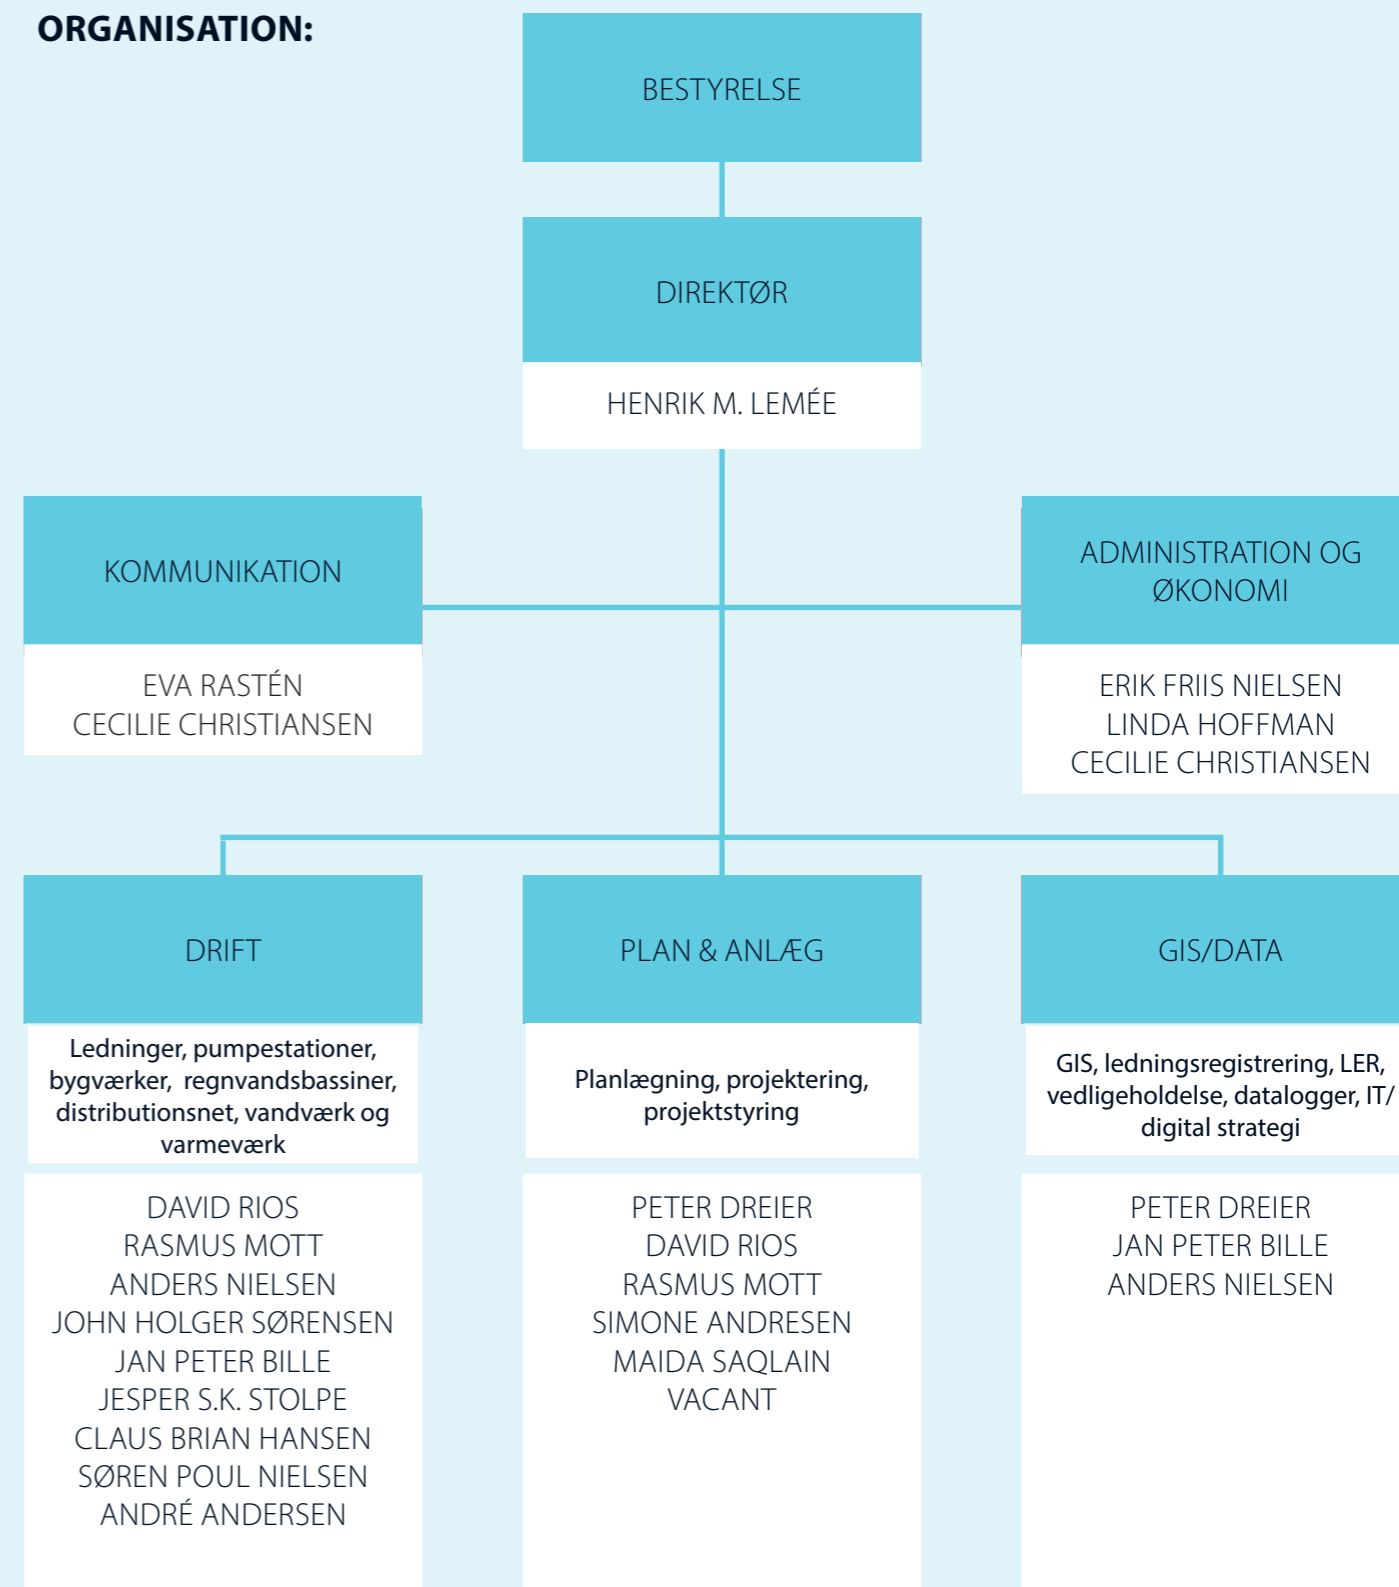 ORGANISATION:
BESTYRELSE
DIREKTØR
HENRIK M. LEMÉE
KOMMUNIKATION
EVA RASTÉN
CECILIE CHRISTIANSEN
ADMINISTRATION OG
ØKONOMI
ERIK FRIIS NIELSEN
LINDA HOFFMAN
CECILIE CHRISTIANSEN
DRIFT
Ledninger, pumpestationer,
bygværker, regnvandsbassiner,
distributionsnet, vandværk og
varmeværk
DAVID RIOS
RASMUS MOTT
ANDERS NIELSEN
JOHN HOLGER SØRENSEN
JAN PETER BILLE
JESPER S.K. STOLPE
CLAUS BRIAN HANSEN
SØREN POUL NIELSEN
ANDRÉ ANDERSEN
PLAN & ANLÆG
Planlægning, projektering,
projektstyring
PETER DREIER
DAVID RIOS
RASMUS MOTT
SIMONE ANDRESEN
MAIDA SAQLAIN
VACANT
GIS/DATA
GIS, ledningsregistrering, LER,
vedligeholdelse, datalogger, IT/
digital strategi
PETER DREIER
JAN PETER BILLE
ANDERS NIELSEN